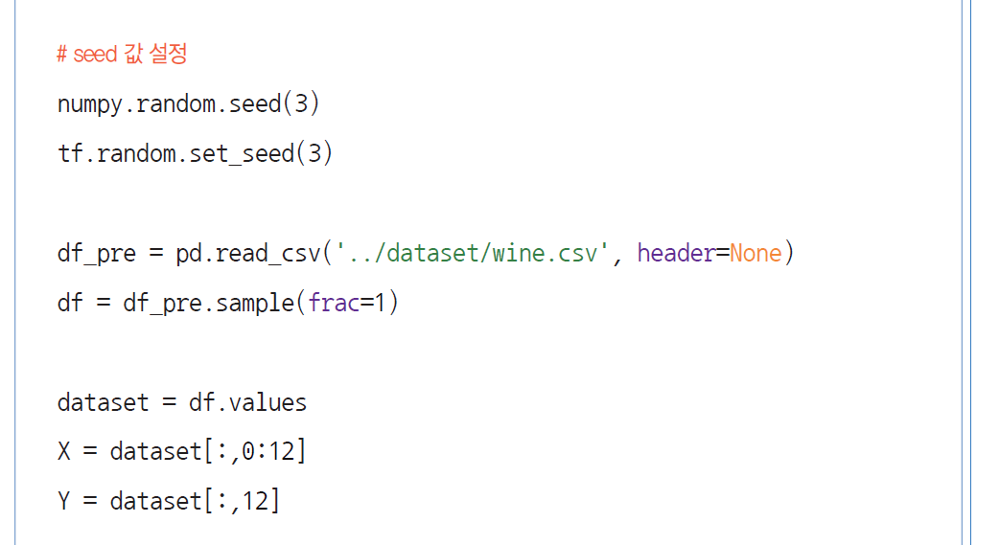 # seed 값 설정
numpy.random.seed(3)
tf.random.set_seed(3)
df_pre = pd.read_csv('../dataset/wine.csv', header=None)
df = df_pre.sample(frac=1)
dataset = df.values
X = dataset[:,0:12]
Y = dataset[:,12]